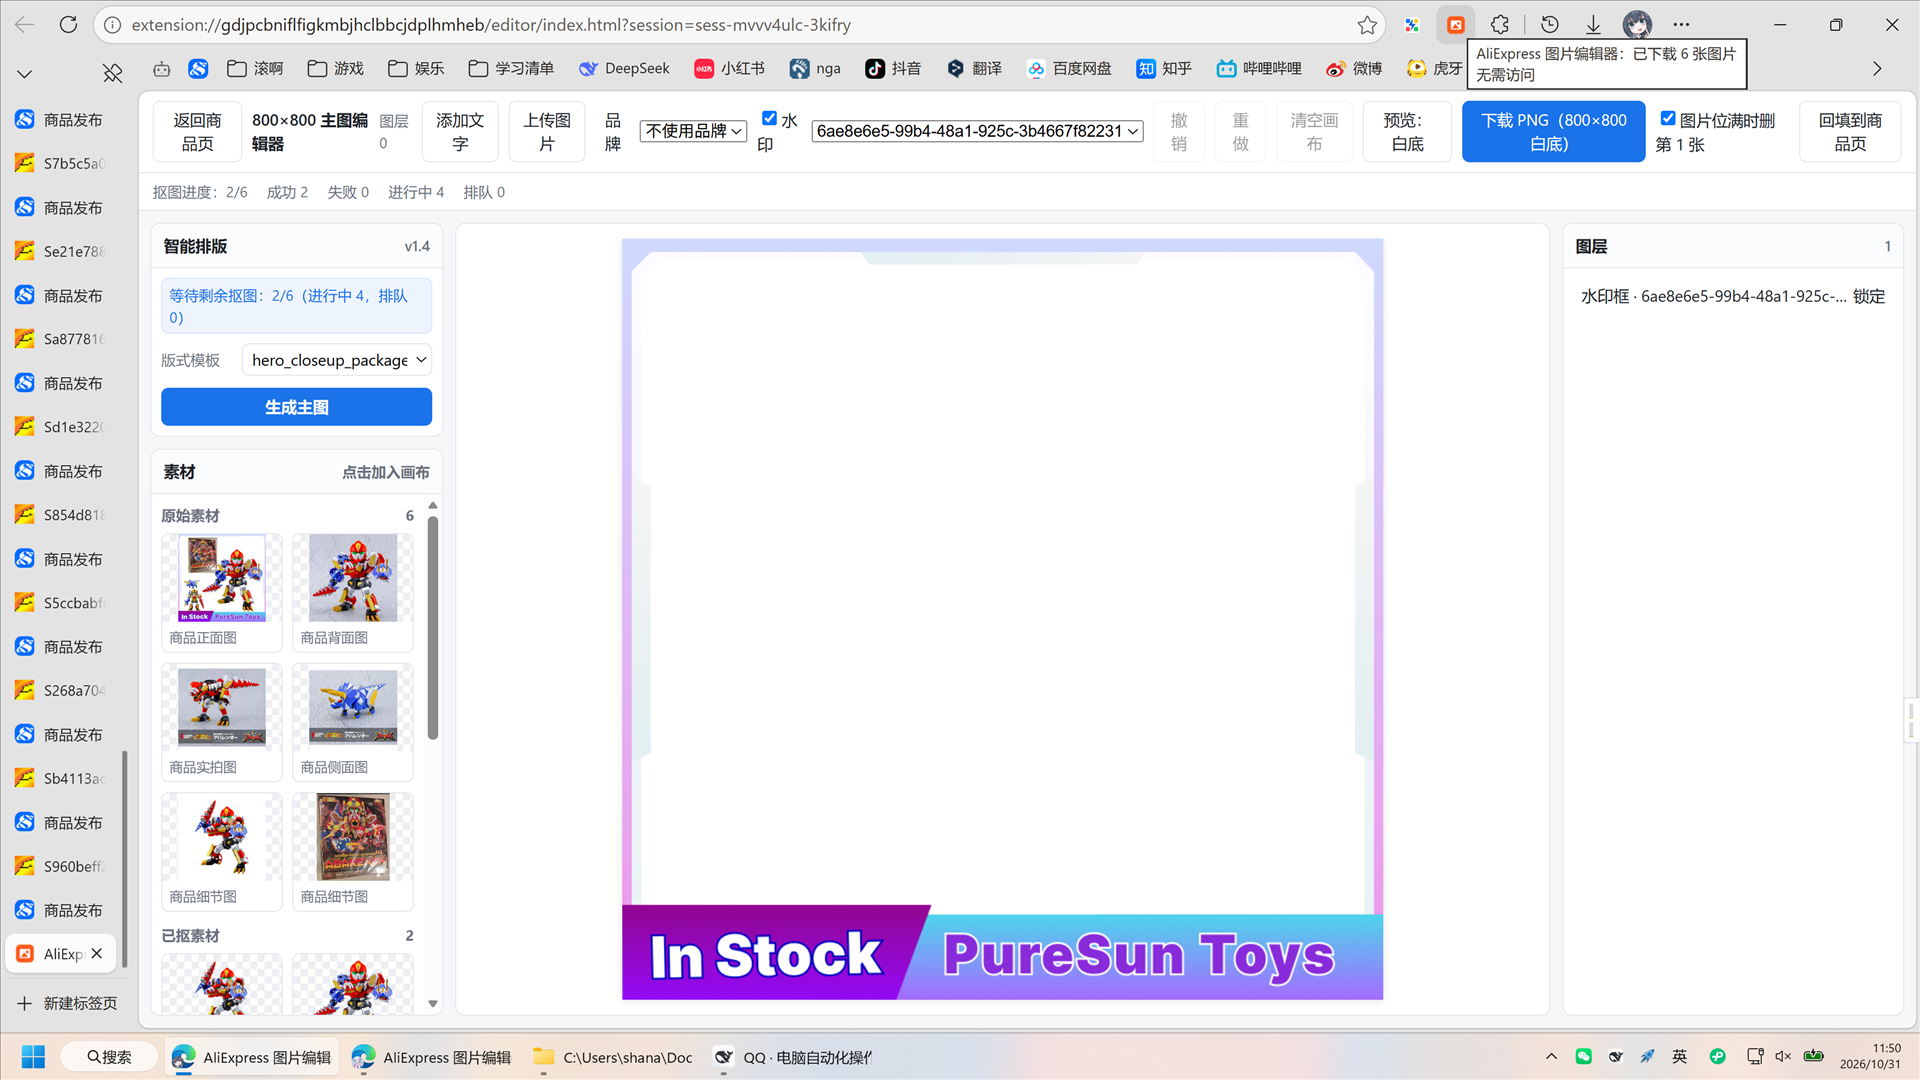 extension://gdjpcbniflfigkmbjhclbbcjdplhmheb/editor/index.html?session=sess-mvvv4ulc-3kifry
AliExpress 图片编辑器：已下载 6 张图片
无需访问
滚啊
游戏
娱乐
学习清单
DeepSeek
小红书
nga
抖音
翻译
百度网盘
知乎
哔哩哔哩
微博
虎牙
商品发布
S7b5c5a0
商品发布
Se21e788
商品发布
Sa877816
商品发布
Sd1e3220
商品发布
S854d818
商品发布
S5ccbabf
商品发布
S268a704
商品发布
Sb4113ac
商品发布
S960beff2
商品发布
AliExp
新建标签页
返回商品页
800×800 主图编辑器
图层 0
添加文字
上传图片
品牌
不使用品牌
水印
6ae8e6e5-99b4-48a1-925c-3b4667f82231
撤销
重做
清空画布
预览：白底
下载 PNG（800×800 白底）
图片位满时删第 1 张
回填到商品页
抠图进度：2/6 成功 2 失败 0 进行中 4 排队 0
智能排版 v1.4
等待剩余抠图：2/6（进行中 4，排队
0）
版式模板 hero_closeup_package
生成主图
素材 点击加入画布
原始素材 6
In Stock PureSun Toys
商品正面图
商品背面图
商品实拍图
商品侧面图
商品细节图
商品细节图
已抠素材 2
In Stock PureSun Toys
图层 1
水印框 · 6ae8e6e5-99b4-48a1-925c-... 锁定
搜索
AliExpress 图片编辑
AliExpress 图片编辑
C:\Users\shana\Doc
QQ · 电脑自动化操作
英
11:50
2026/10/31